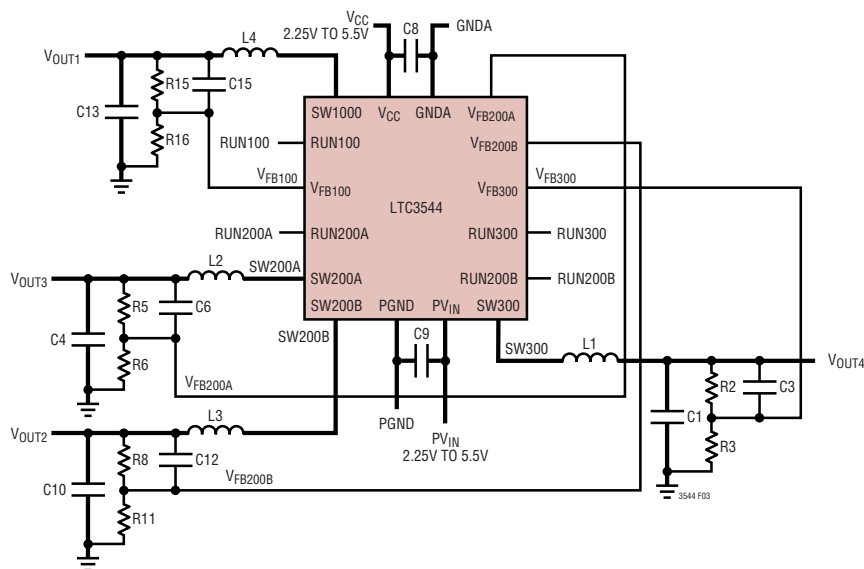 VCC
2.25V TO 5.5V
C8
GNDA
VOUT1
L4
C13
R15
C15
R16
SW1000
VCC
GNDA
VFB200A
RUN100
RUN100
VFB200B
VFB100
VFB100
VFB300
VFB300
LTC3544
RUN200A
RUN200A
RUN300
RUN300
VOUT3
L2
SW200A
SW200A
RUN200B
RUN200B
SW200B
PGND
PVIN
SW300
C4
R5
C6
R6
SW200B
C9
SW300
L1
VOUT4
VFB200A
L3
PGND
PVIN
2.25V TO 5.5V
C1
R2
C3
R3
VOUT2
C10
R8
C12
VFB200B
R11
3544 F03